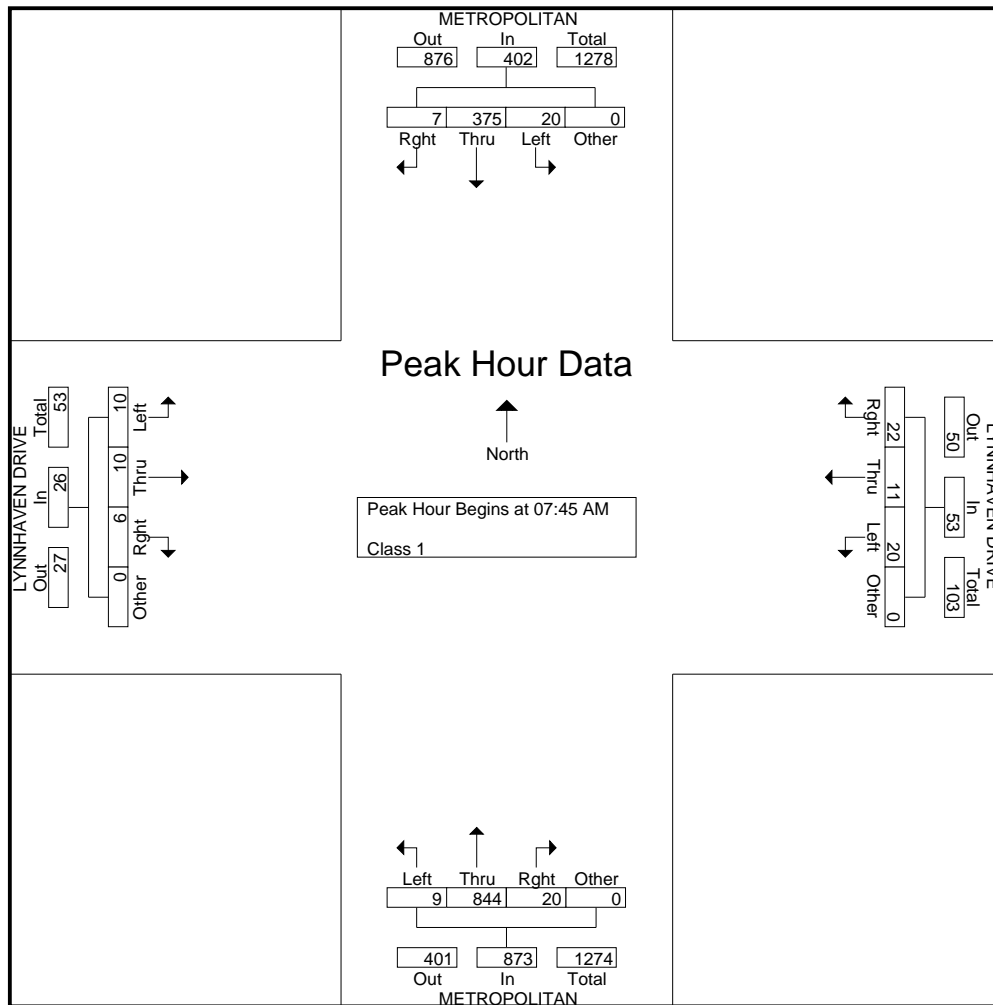 METROPOLITAN
Out In Total
876 402 1278
7 375 20 0
Rght Thru Left Other
Peak Hour Data
North
Peak Hour Begins at 07:45 AM
Class 1
LYNNHAVEN DRIVE
Out In Total
27 26 53
Left Thru Rght Other
10 10 6 0
LYNNHAVEN DRIVE
Out In Total
50 53 103
Rght Thru Left Other
22 11 20 0
Left Thru Rght Other
9 844 20 0
401 873 1274
Out In Total
METROPOLITAN